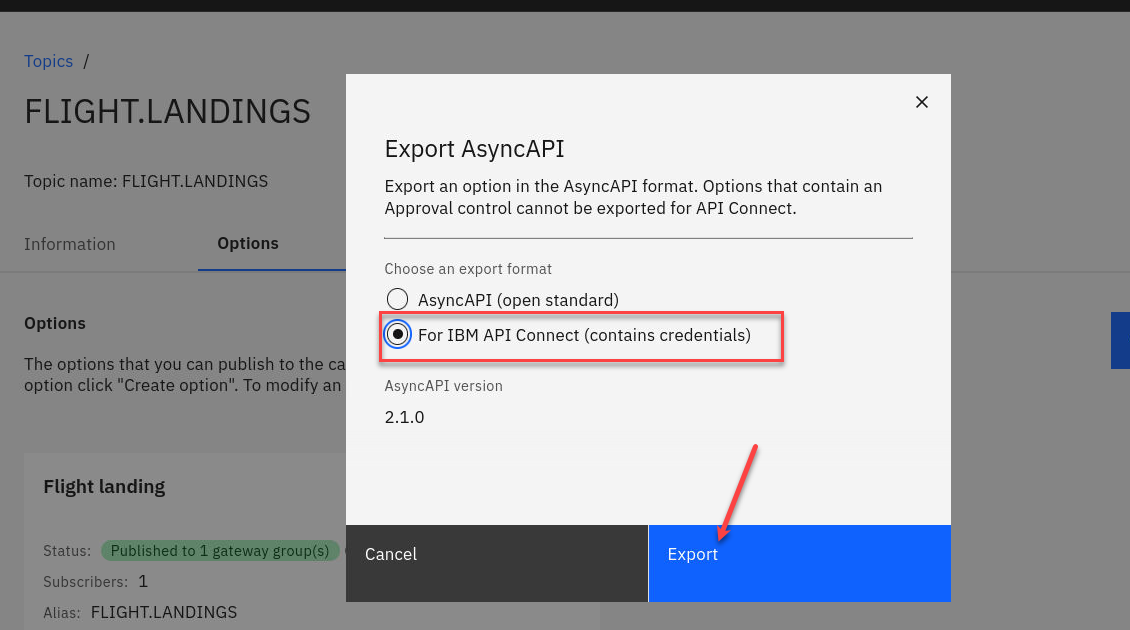 Topics /
FLIGHT.LANDINGS
Topic name: FLIGHT.LANDINGS
Information
Options
Options
The options that you can publish to the ca
option click "Create option". To modify an
Flight landing
Status: Published to 1 gateway group(s)
Subscribers: 1
Alias: FLIGHT.LANDINGS
Export AsyncAPI
Export an option in the AsyncAPI format. Options that contain an
Approval control cannot be exported for API Connect.
Choose an export format
AsyncAPI (open standard)
For IBM API Connect (contains credentials)
AsyncAPI version
2.1.0
Cancel
Export